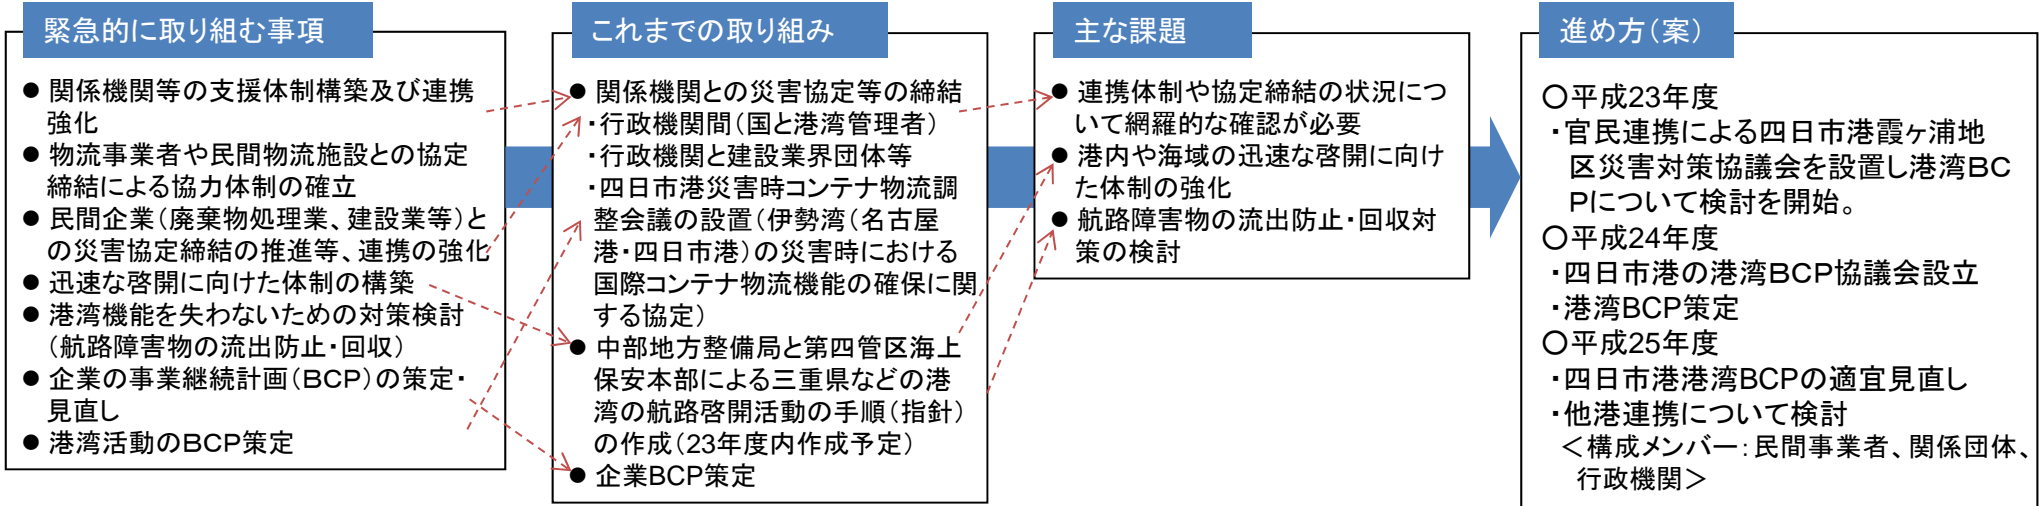 緊急的に取り組む事項
● 関係機関等の支援体制構築及び連携
強化
● 物流事業者や民間物流施設との協定
締結による協力体制の確立
● 民間企業(廃棄物処理業、建設業等)と
の災害協定締結の推進等、連携の強化
● 迅速な啓開に向けた体制の構築
● 港湾機能を失わないための対策検討
(航路障害物の流出防止・回収)
● 企業の事業継続計画(BCP)の策定・
見直し
● 港湾活動のBCP策定
これまでの取り組み
● 関係機関との災害協定等の締結
・行政機関間(国と港湾管理者)
・行政機関と建設業界団体等
・四日市港災害時コンテナ物流調
整会議の設置(伊勢湾(名古屋
港・四日市港)の災害時における
国際コンテナ物流機能の確保に関
する協定)
● 中部地方整備局と第四管区海上
保安本部による三重県などの港
湾の航路啓開活動の手順(指針)
の作成(23年度内作成予定)
● 企業BCP策定
主な課題
● 連携体制や協定締結の状況につ
いて網羅的な確認が必要
● 港内や海域の迅速な啓開に向け
た体制の強化
● 航路障害物の流出防止・回収対
策の検討
進め方(案)
○平成23年度
・官民連携による四日市港霞ヶ浦地
区災害対策協議会を設置し港湾BC
Pについて検討を開始。
○平成24年度
・四日市港の港湾BCP協議会設立
・港湾BCP策定
○平成25年度
・四日市港港湾BCPの適宜見直し
・他港連携について検討
<構成メンバー:民間事業者、関係団体、
行政機関>